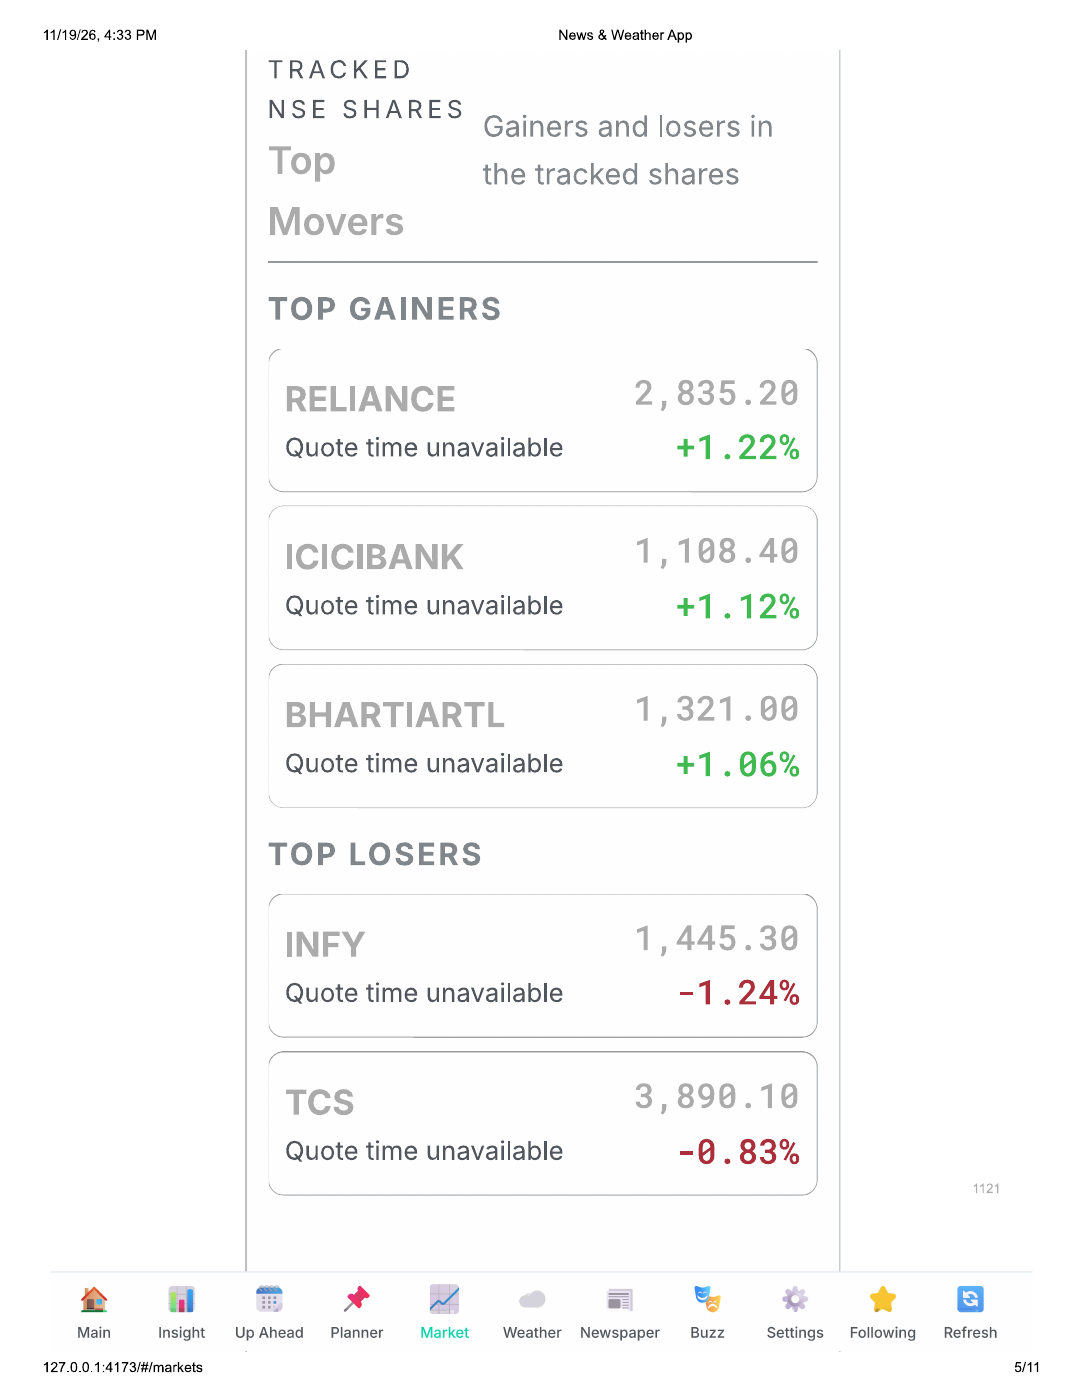 11/19/26, 4:33 PM
News & Weather App
TRACKED
NSE SHARES
Top
Movers
Gainers and losers in
the tracked shares
TOP GAINERS
RELIANCE
2,835.20
Quote time unavailable
+1.22%
ICICIBANK
1,108.40
Quote time unavailable
+1.12%
BHARTIARTL
1,321.00
Quote time unavailable
+1.06%
TOP LOSERS
INFY
1,445.30
Quote time unavailable
-1.24%
TCS
3,890.10
Quote time unavailable
-0.83%
1121
Main
Insight
Up Ahead
Planner
Market
Weather
Newspaper
Buzz
Settings
Following
Refresh
127.0.0.1:4173/#/markets
5/11